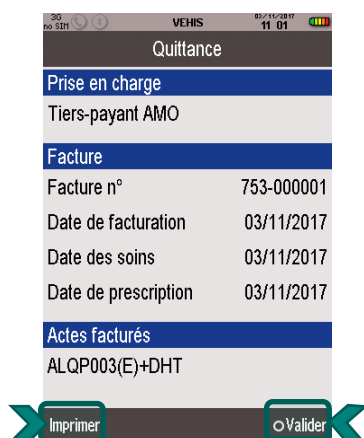 3G no SIM VEHIS 03/11/2017 11 01
Quittance
Prise en charge
Tiers-payant AMO
Facture
Facture n° 753-000001
Date de facturation 03/11/2017
Date des soins 03/11/2017
Date de prescription 03/11/2017
Actes facturés
ALQP003(E)+DHT
Imprimer Valider